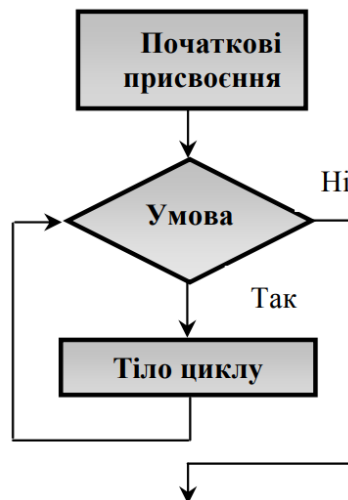 Початкові
присвоєння
Умова
Ні
Так
Тіло циклу